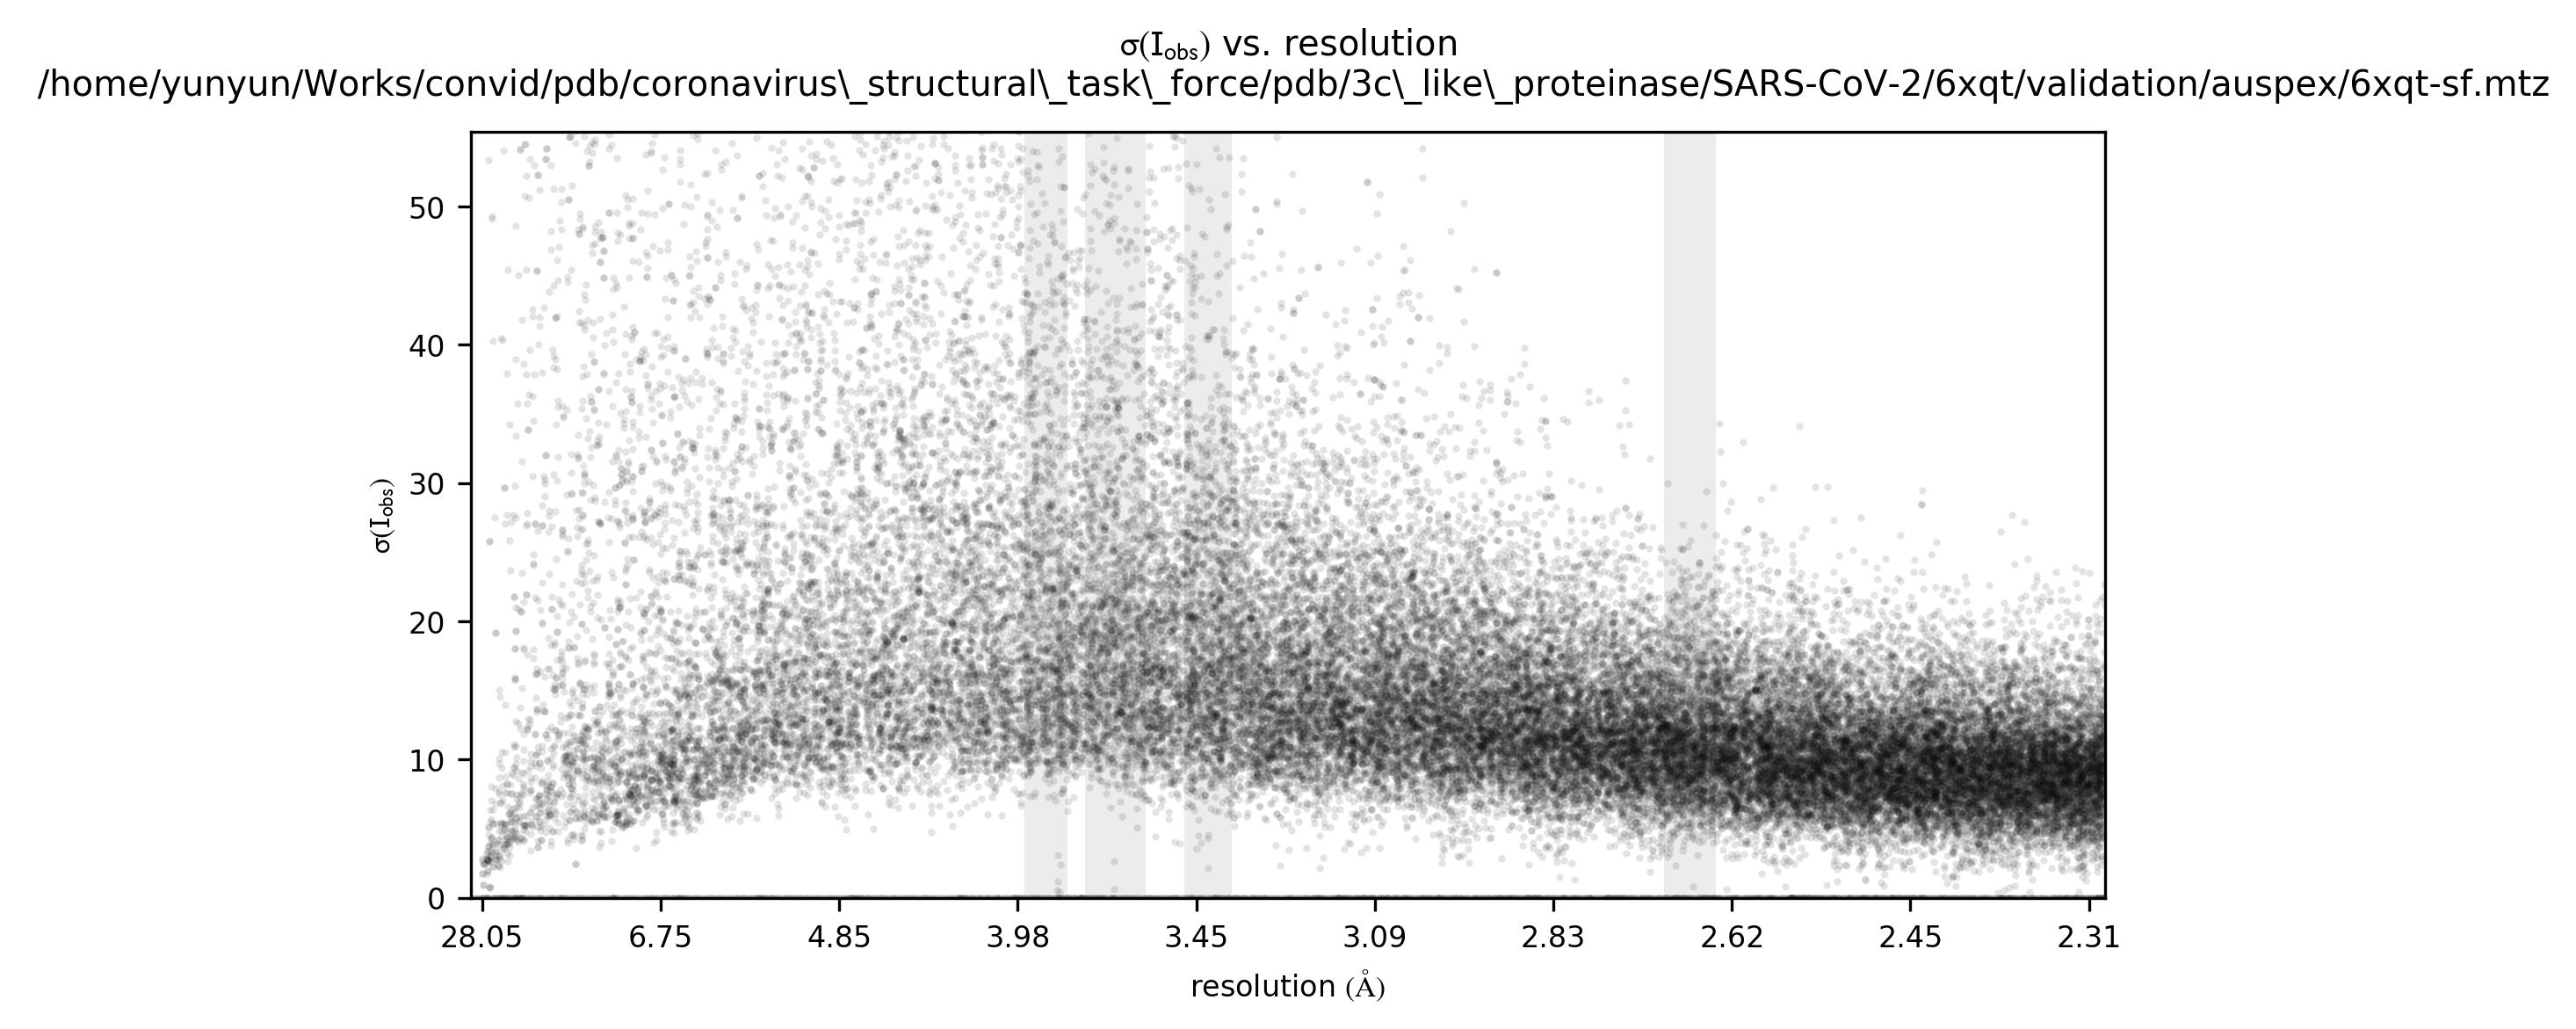 σ(I_obs) vs. resolution
/home/yunyun/Works/convid/pdb/coronavirus\_structural\_task\_force/pdb/3c\_like\_proteinase/SARS-CoV-2/6xqt/validation/auspex/6xqt-sf.mtz
σ(I_obs)
50
40
30
20
10
0
28.05 6.75 4.85 3.98 3.45 3.09 2.83 2.62 2.45 2.31
resolution (Å)